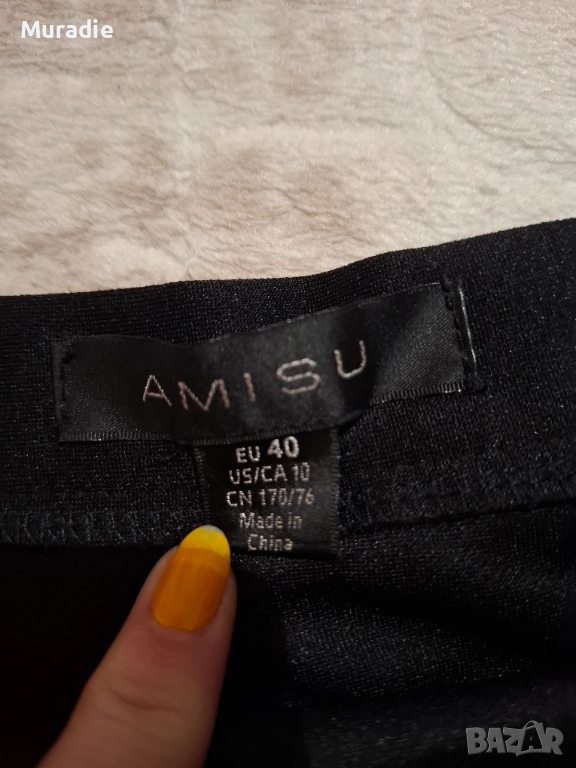 Muradie
AMISU
EU 40
US/CA 10
CN 170/76
Made in
China
BAZAR